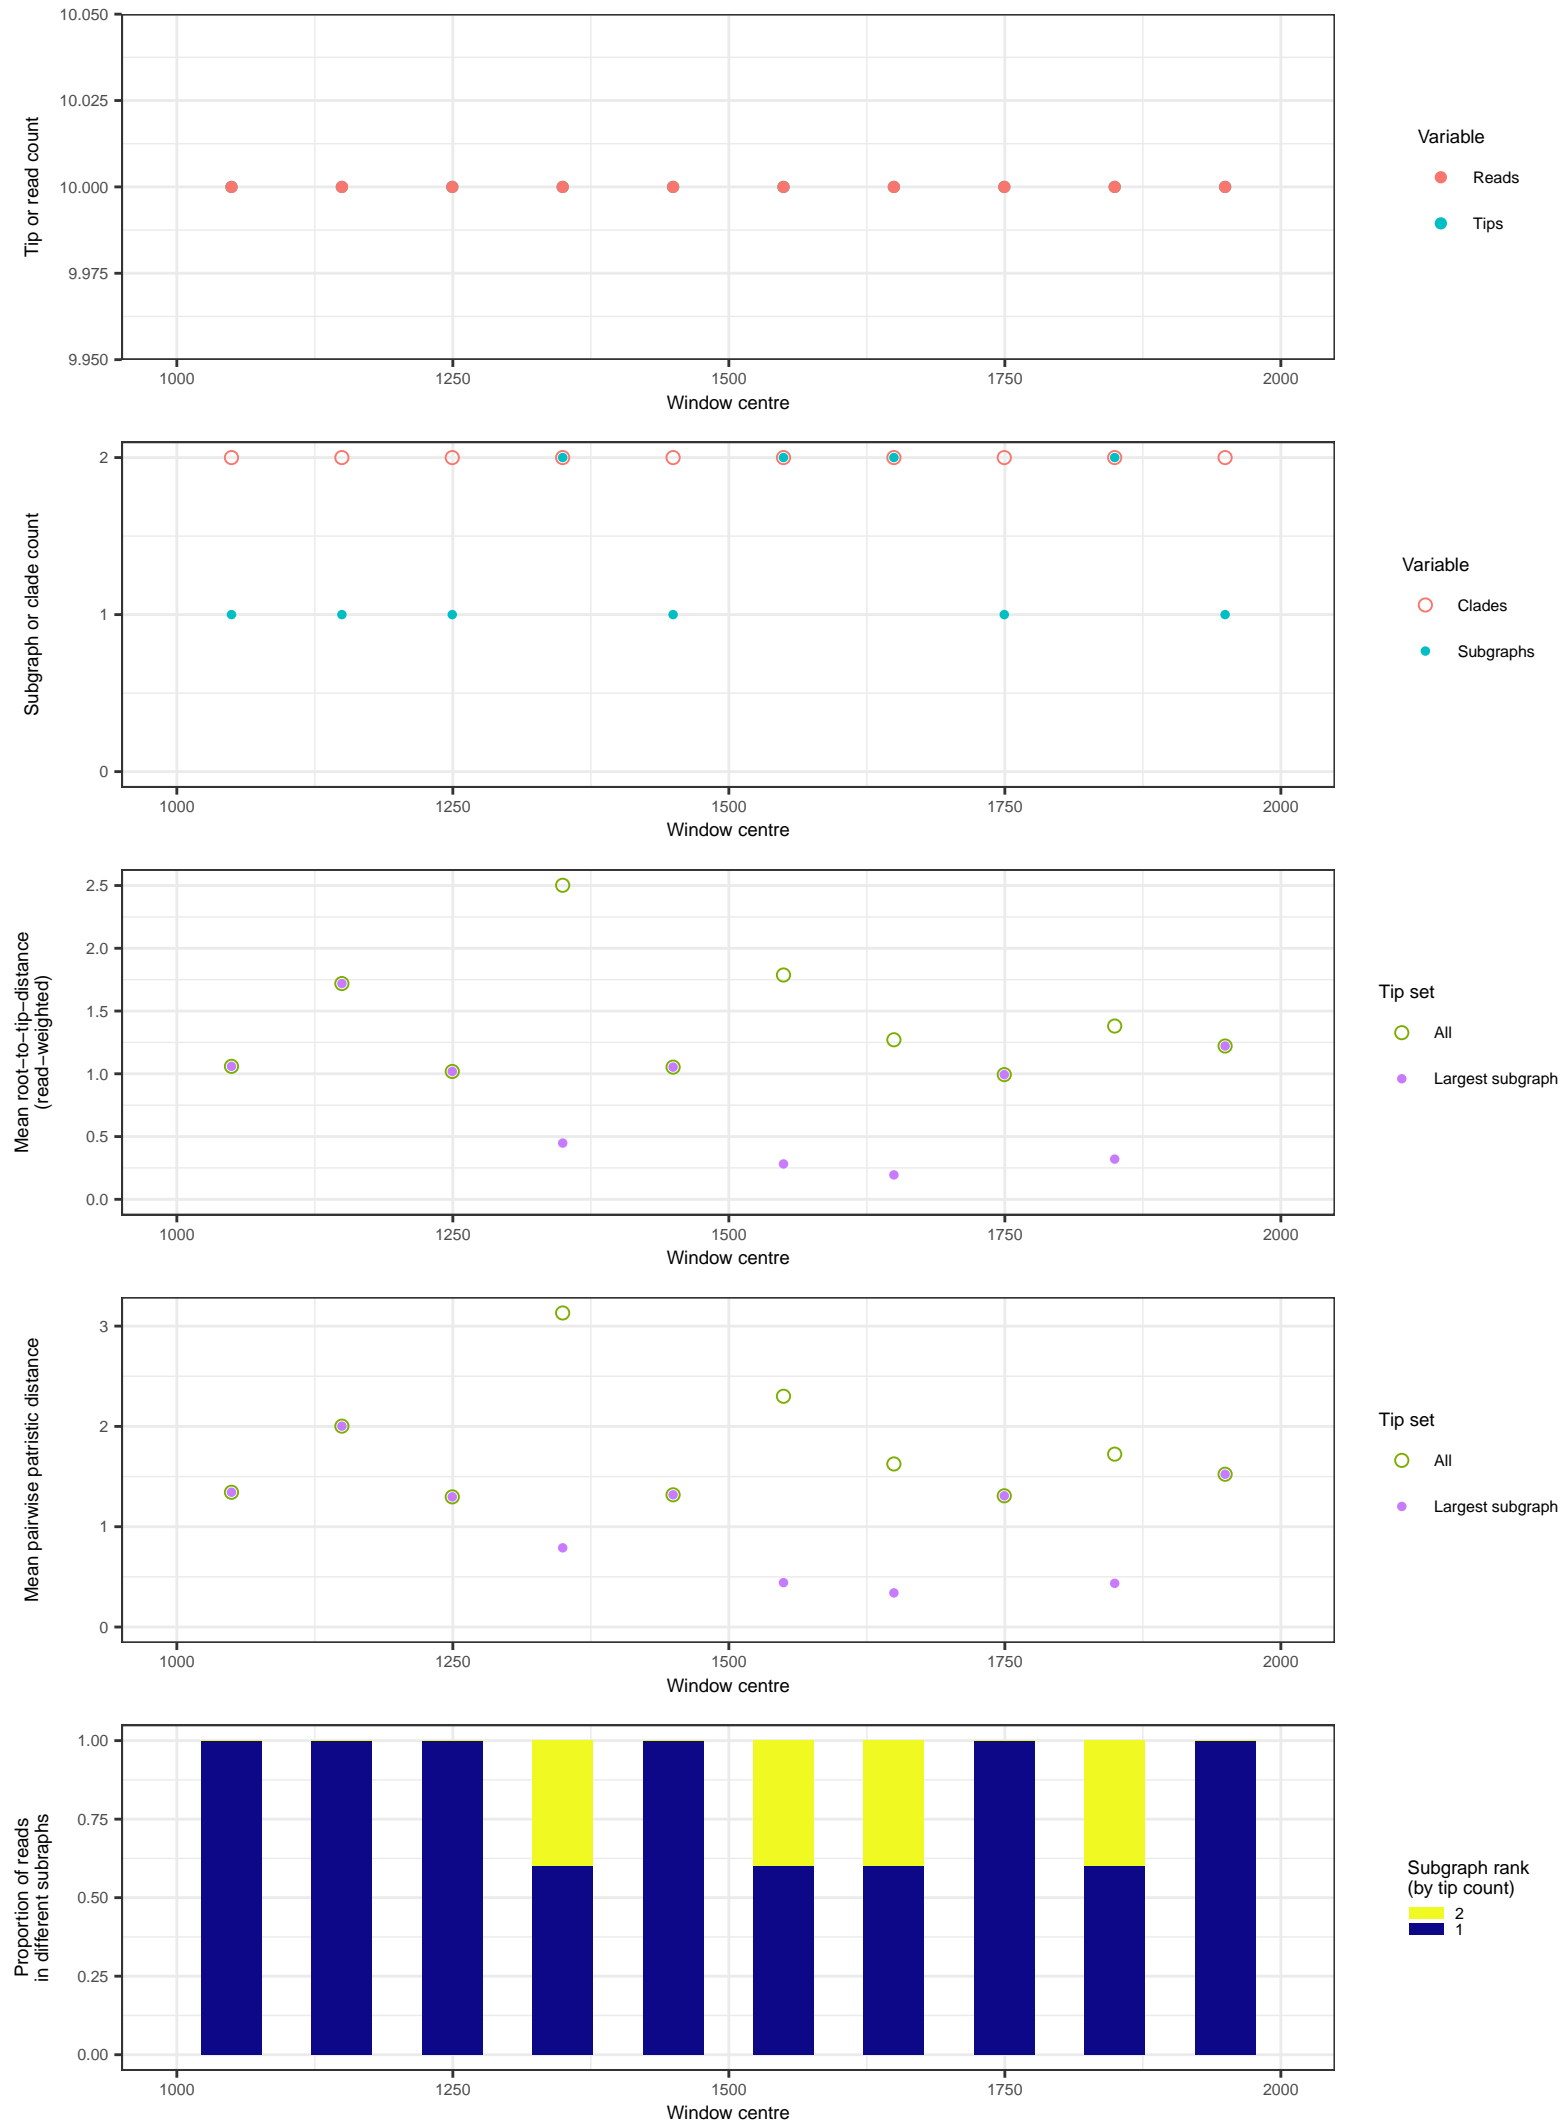 10.050
10.025
10.000
9.975
9.950
Tip or read count
1000 1250 1500 1750 2000
Window centre
Variable
Reads
Tips
2
1
0
Subgraph or clade count
1000 1250 1500 1750 2000
Window centre
Variable
Clades
Subgraphs
2.5
2.0
1.5
1.0
0.5
0.0
Mean root−to−tip−distance
(read−weighted)
1000 1250 1500 1750 2000
Window centre
Tip set
All
Largest subgraph
3
2
1
0
Mean pairwise patristic distance
1000 1250 1500 1750 2000
Window centre
Tip set
All
Largest subgraph
1.00
0.75
0.50
0.25
0.00
Proportion of reads
in different subraphs
1000 1250 1500 1750 2000
Window centre
Subgraph rank
(by tip count)
2
1